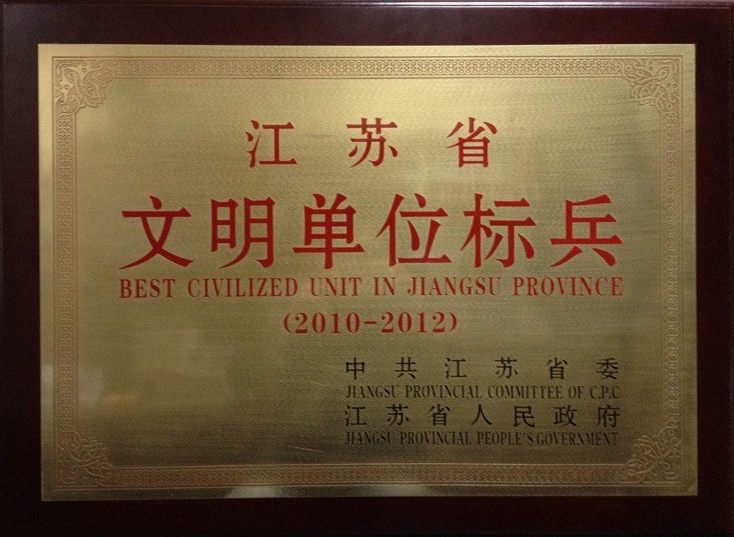 江苏省
文明单位标兵
BEST CIVILIZED UNIT IN JIANGSU PROVINCE
(2010-2012)
中共江苏省委
JIANGSU PROVINCIAL COMMITTEE OF C.P.C
江苏省人民政府
JIANGSU PROVINCIAL PEOPLE'S GOVERNMENT